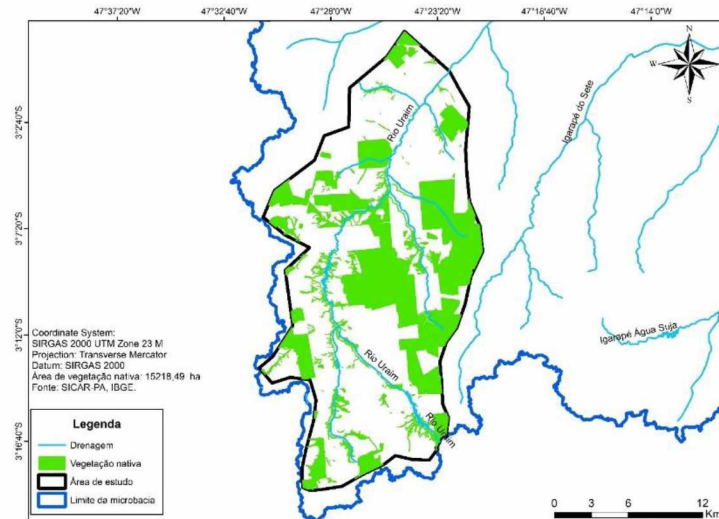 47°37'20"W 47°32'40"W 47°28'0"W 47°23'20"W 47°18'40"W 47°14'0"W
N
W E
S
3°2'40"S
3°7'20"S
3°12'0"S
3°16'40"S
Rio Uraim
Igarapé do Sete
Igarapé Água Suja
Rio Uraim
Rio Uraim
Coordinate System:
SIRGAS 2000 UTM Zone 23 M
Projection: Transverse Mercator
Datum: SIRGAS 2000
Área de vegetação nativa: 15218,49 ha
Fonte: SICAR-PA, IBGE.
Legenda
Drenagem
Vegetação nativa
Área de estudo
Limite da microbacia
0 3 6 12
Km